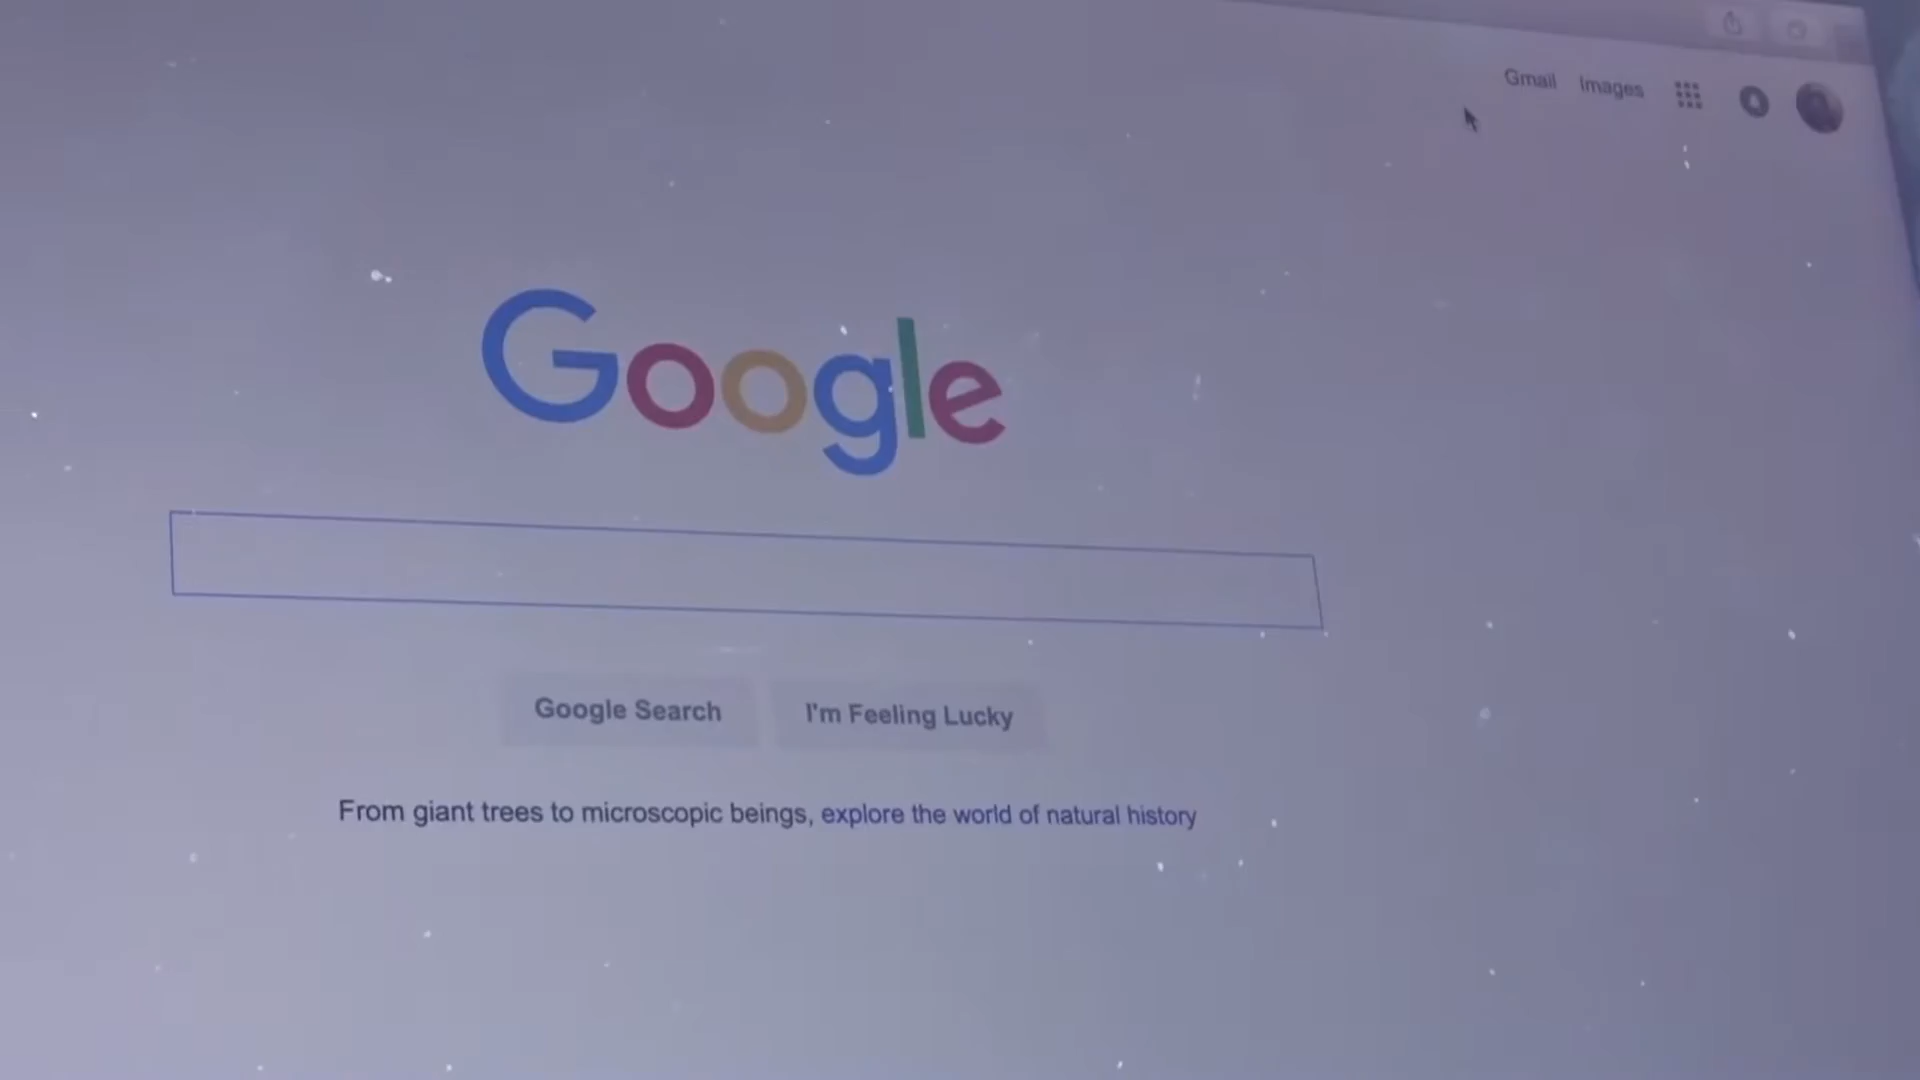 Gmail Images
Google
Google Search I'm Feeling Lucky
From giant trees to microscopic beings, explore the world of natural history